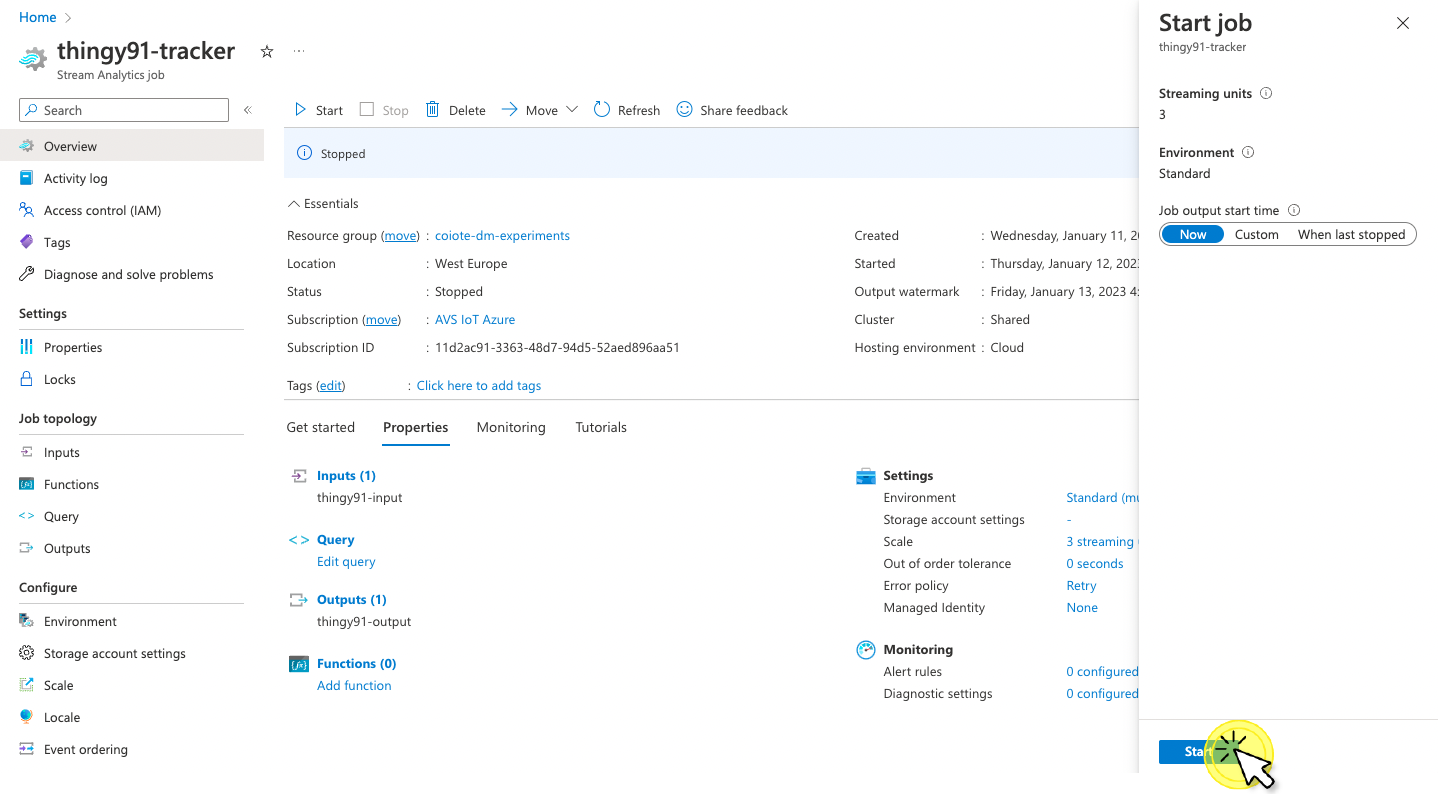 Home
thingy91-tracker
Stream Analytics job
Search
Overview
Activity log
Access control (IAM)
Tags
Diagnose and solve problems
Settings
Properties
Locks
Job topology
Inputs
Functions
Query
Outputs
Configure
Environment
Storage account settings
Scale
Locale
Event ordering
Start Stop Delete Move Refresh Share feedback
Stopped
Essentials
Resource group (move) : coiote-dm-experiments
Location : West Europe
Status : Stopped
Subscription (move) : AVS IoT Azure
Subscription ID : 11d2ac91-3363-48d7-94d5-52aed896aa51
Created : Wednesday, January 11, 20
Started : Thursday, January 12, 2023
Output watermark : Friday, January 13, 2023 4:
Cluster : Shared
Hosting environment : Cloud
Tags (edit) : Click here to add tags
Get started Properties Monitoring Tutorials
Inputs (1)
thingy91-input
Query
Edit query
Outputs (1)
thingy91-output
{fx} Functions (0)
Add function
Settings
Environment Standard (mu
Storage account settings -
Scale 3 streaming
Out of order tolerance 0 seconds
Error policy Retry
Managed Identity None
Monitoring
Alert rules 0 configured
Diagnostic settings 0 configured
Start job
thingy91-tracker
Streaming units
3
Environment
Standard
Job output start time
Now Custom When last stopped
Start